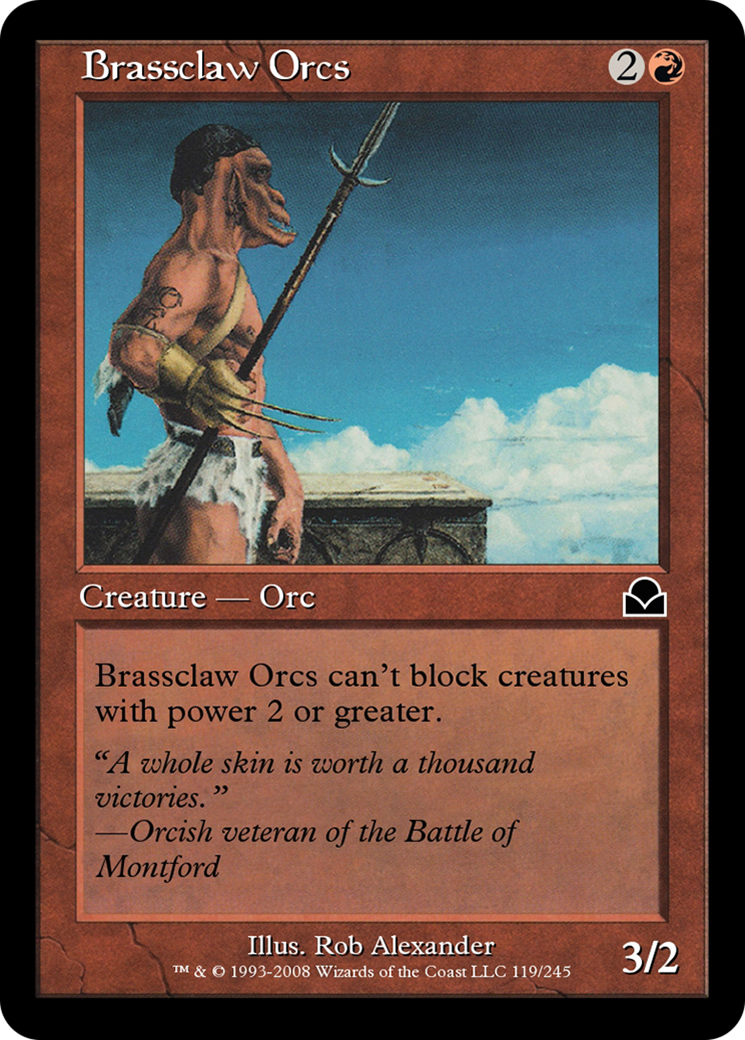 Brassclaw Orcs 2
Creature — Orc
Brassclaw Orcs can't block creatures
with power 2 or greater.
“A whole skin is worth a thousand
victories.”
—Orcish veteran of the Battle of
Montford
Illus. Rob Alexander
™ & © 1993-2008 Wizards of the Coast LLC 119/245
3/2